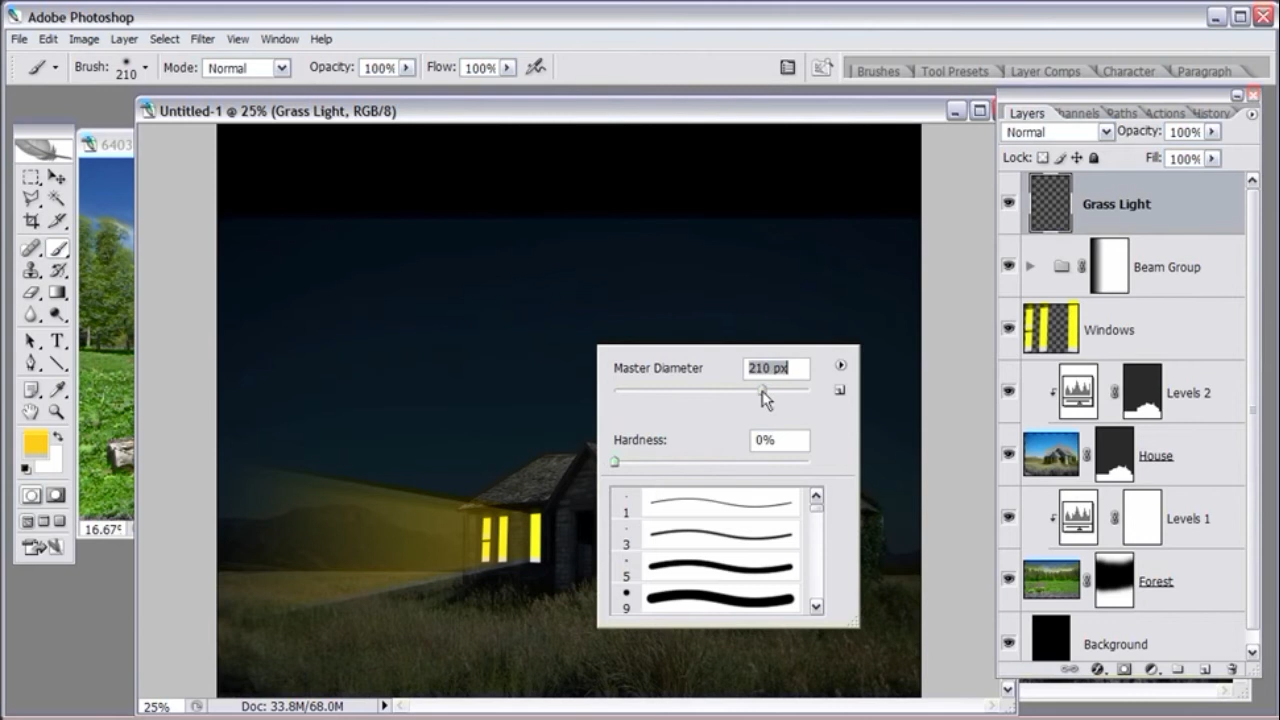 Adobe Photoshop
File Edit Image Layer Select Filter View Window Help
Brush: 210 Mode: Normal Opacity: 100% Flow: 100%
Brushes Tool Presets Layer Comps Character Paragraph
Untitled-1 @ 25% (Grass Light, RGB/8)
6403
Layers Channels Paths Actions History
Normal Opacity: 100%
Lock: Fill: 100%
Grass Light
Beam Group
Windows
Levels 2
House
Levels 1
Forest
Background
Master Diameter 210 px
Hardness: 0%
1
3
5
9
T
16.67%
25% Doc: 33.8M/68.0M